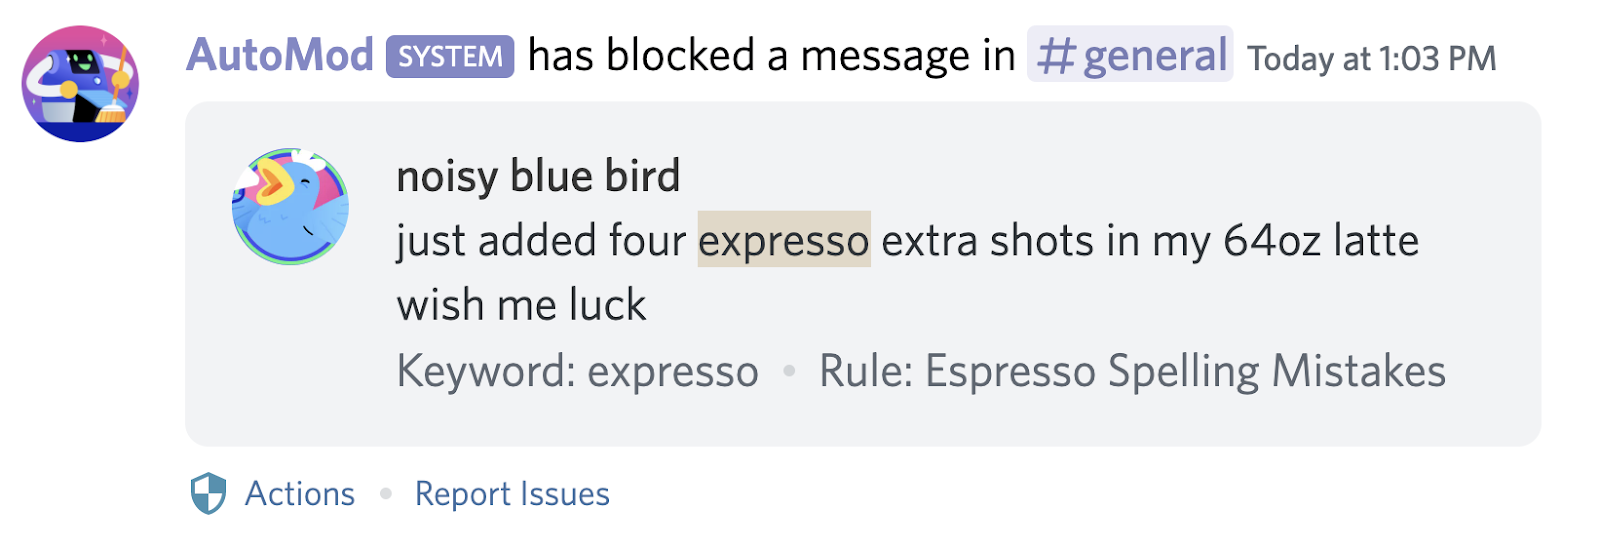 AutoMod SYSTEM has blocked a message in #general Today at 1:03 PM
noisy blue bird
just added four expresso extra shots in my 64oz latte
wish me luck
Keyword: expresso • Rule: Espresso Spelling Mistakes
Actions • Report Issues